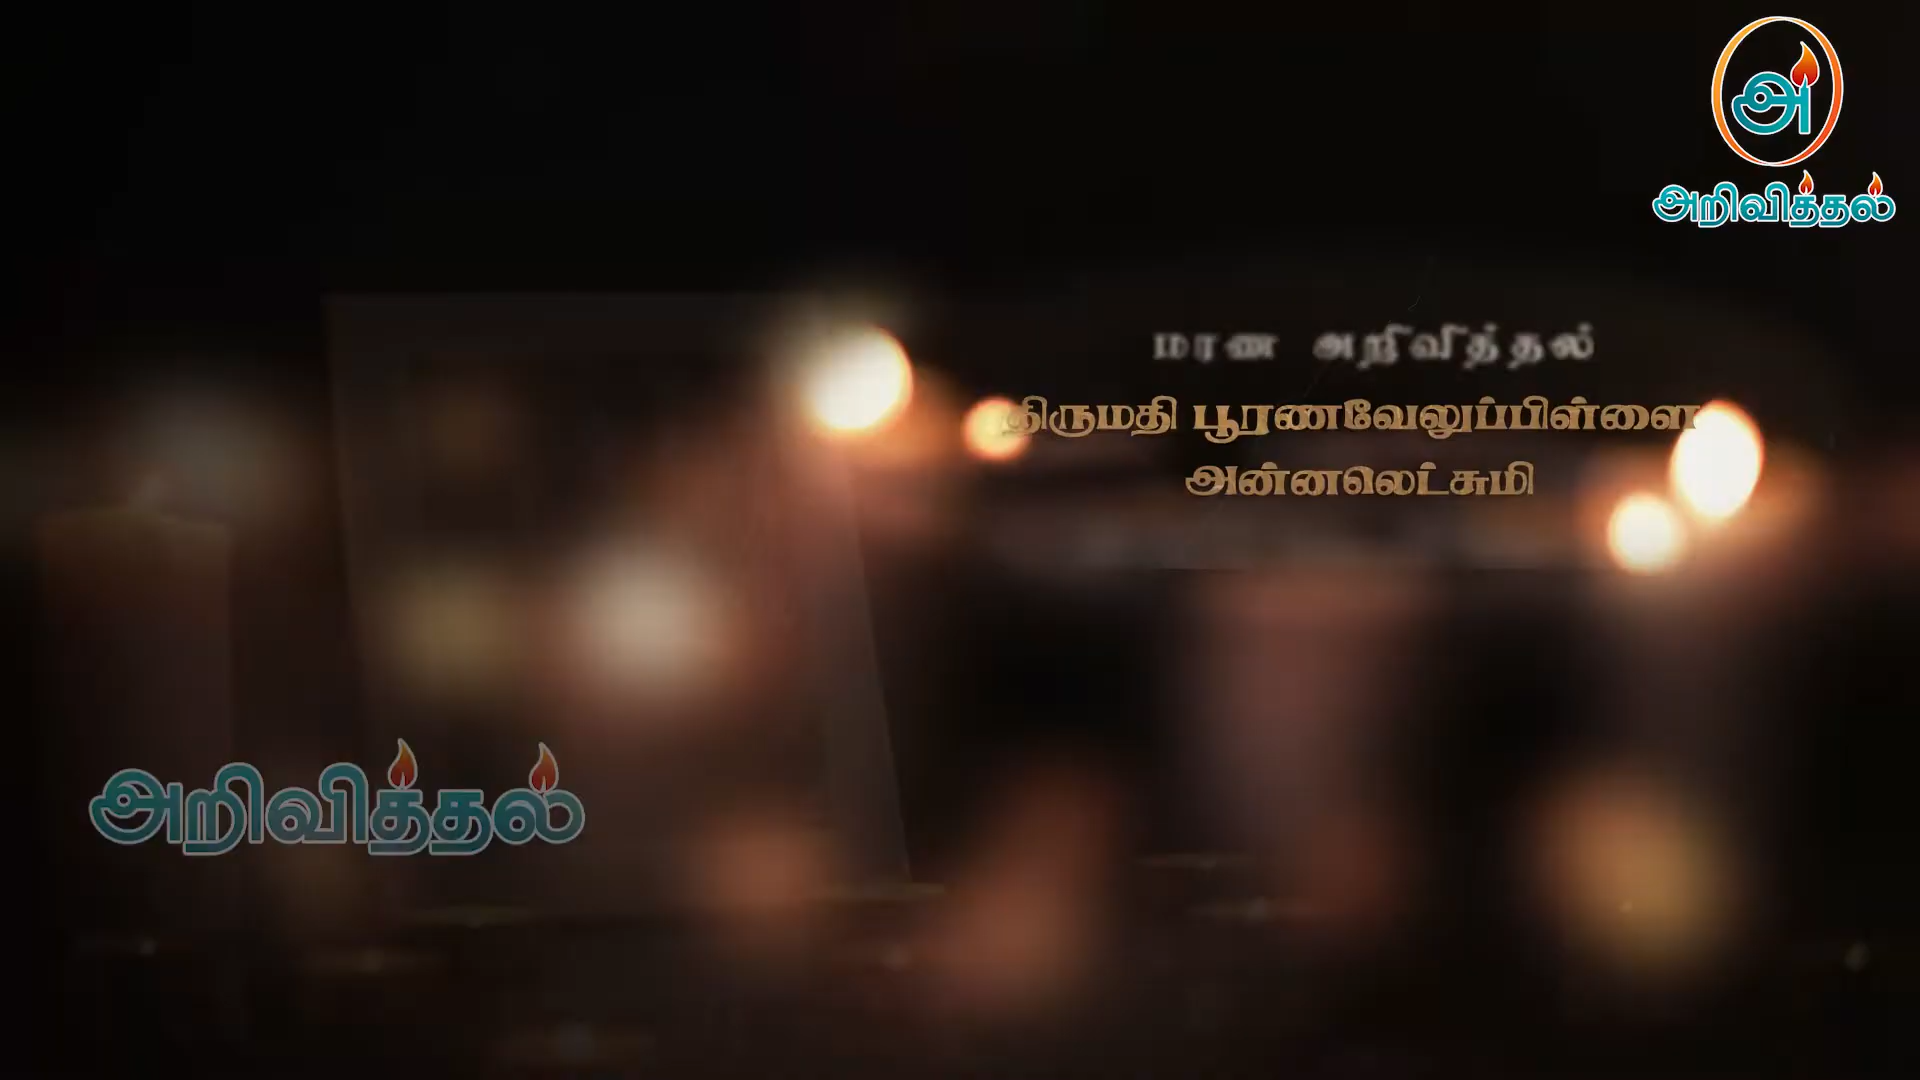 அ
அறிவித்தல்
மரண அறிவித்தல்
திருமதி பூரணவேலுப்பிள்ளை
அன்னலெட்சுமி
அறிவித்தல்